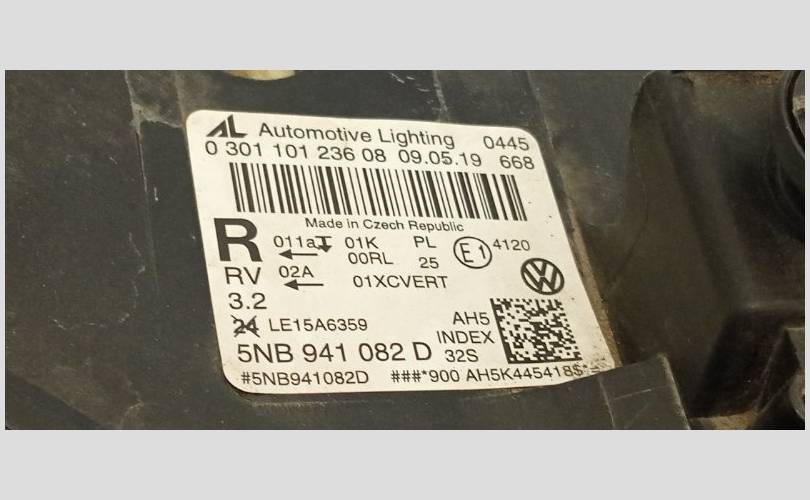 AL Automotive Lighting 0445
0 301 101 236 08 09.05.19 668
Made in Czech Republic
R 011a 01K PL E1 4120
00RL 25
RV 02A 01XCVERT
3.2
24 LE15A6359 AH5
5NB 941 082 D INDEX
32S
#5NB941082D ###*900 AH5K445418$*